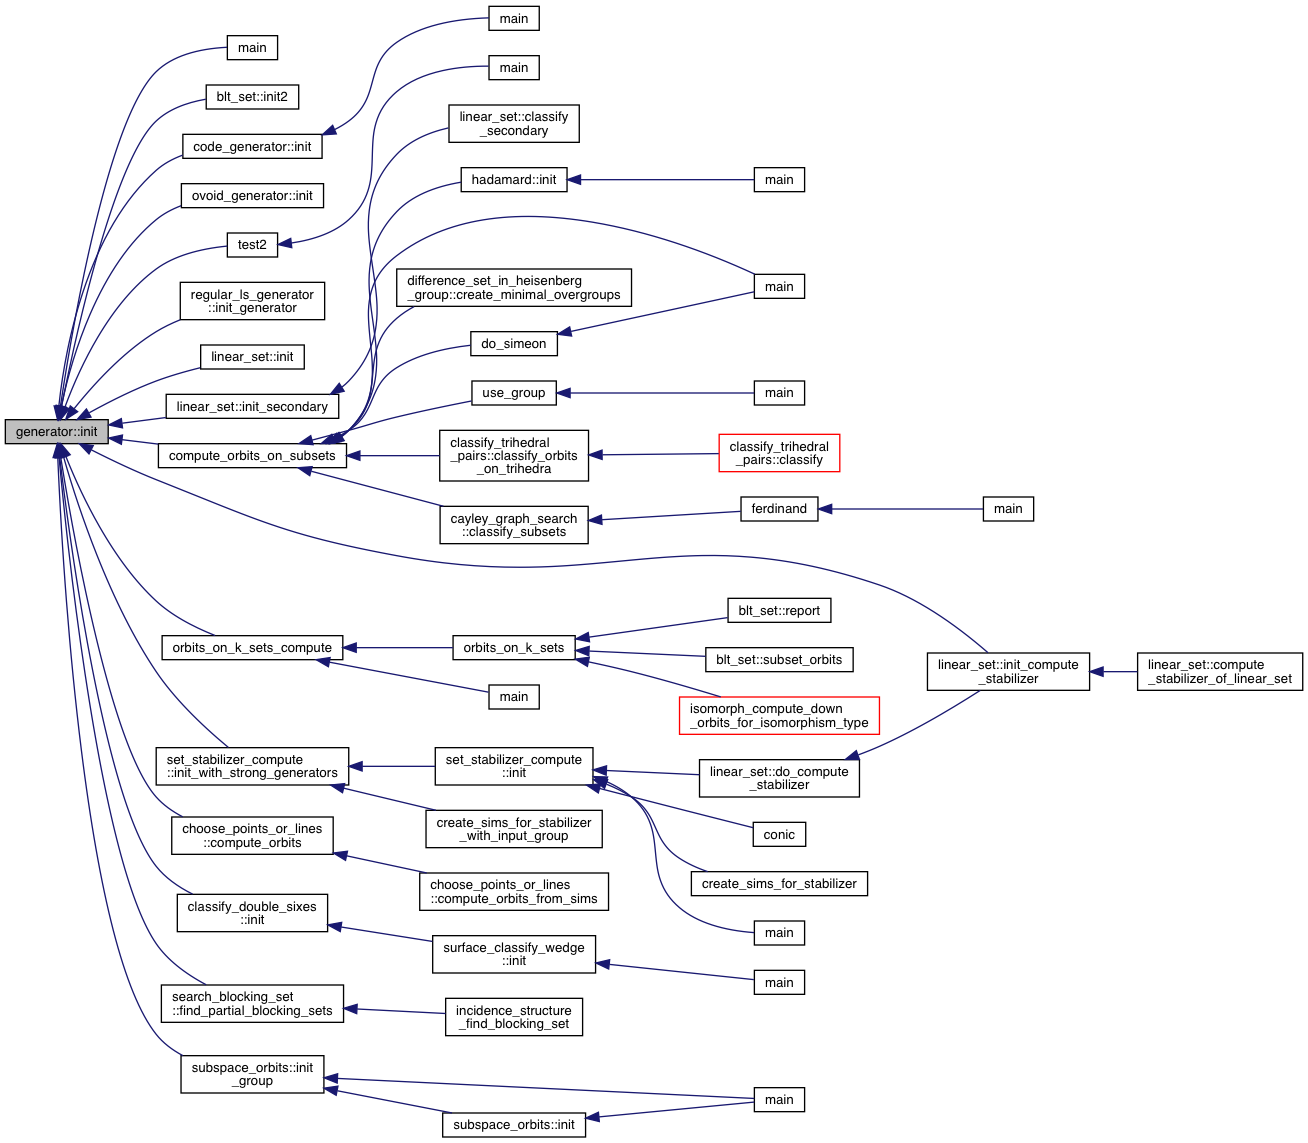 main
main
blt_set::init2
main
code_generator::init
linear_set::classify
_secondary
ovoid_generator::init
hadamard::init
main
test2
regular_ls_generator
::init_generator
difference_set_in_heisenberg
_group::create_minimal_overgroups
main
linear_set::init
do_simeon
linear_set::init_secondary
use_group
main
generator::init
compute_orbits_on_subsets
classify_trihedral
_pairs::classify_orbits
_on_trihedra
classify_trihedral
_pairs::classify
cayley_graph_search
::classify_subsets
ferdinand
main
orbits_on_k_sets_compute
orbits_on_k_sets
blt_set::report
blt_set::subset_orbits
linear_set::init_compute
_stabilizer
linear_set::compute
_stabilizer_of_linear_set
main
isomorph_compute_down
_orbits_for_isomorphism_type
set_stabilizer_compute
::init_with_strong_generators
set_stabilizer_compute
::init
linear_set::do_compute
_stabilizer
create_sims_for_stabilizer
_with_input_group
conic
choose_points_or_lines
::compute_orbits
choose_points_or_lines
::compute_orbits_from_sims
create_sims_for_stabilizer
classify_double_sixes
::init
main
surface_classify_wedge
::init
main
search_blocking_set
::find_partial_blocking_sets
incidence_structure
_find_blocking_set
subspace_orbits::init
_group
main
subspace_orbits::init